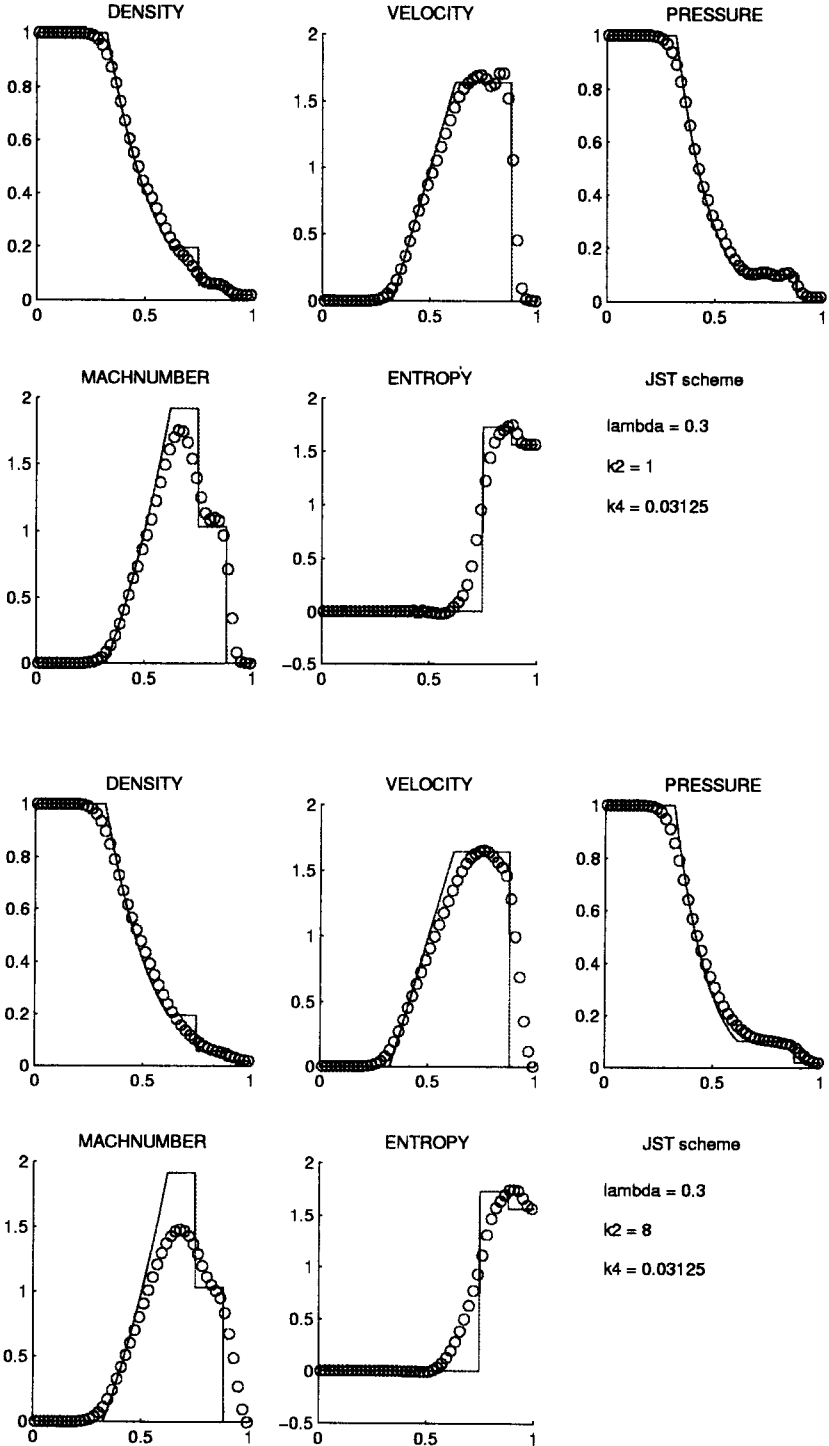 DENSITY VELOCITY PRESSURE
1 2 1
0.8 1.5 0.8
0.6 1 0.6
0.4 0.4
0.2 0.5 0.2
0 0 0
0 0.5 1 0 0.5 1 0 0.5 1
MACHNUMBER ENTROPY JST scheme
2 2
1.5 1.5 lambda = 0.3
1 1 k2 = 1
0.5 0.5 k4 = 0.03125
0 0
-0.5
0 0.5 1 0 0.5 1
DENSITY VELOCITY PRESSURE
1 2 1
0.8 1.5 0.8
0.6 1 0.6
0.4 0.4
0.2 0.5 0.2
0 0 0
0 0.5 1 0 0.5 1 0 0.5 1
MACHNUMBER ENTROPY JST scheme
2 2
1.5 1.5 lambda = 0.3
1 1 k2 = 8
0.5 0.5 k4 = 0.03125
0 0
-0.5
0 0.5 1 0 0.5 1